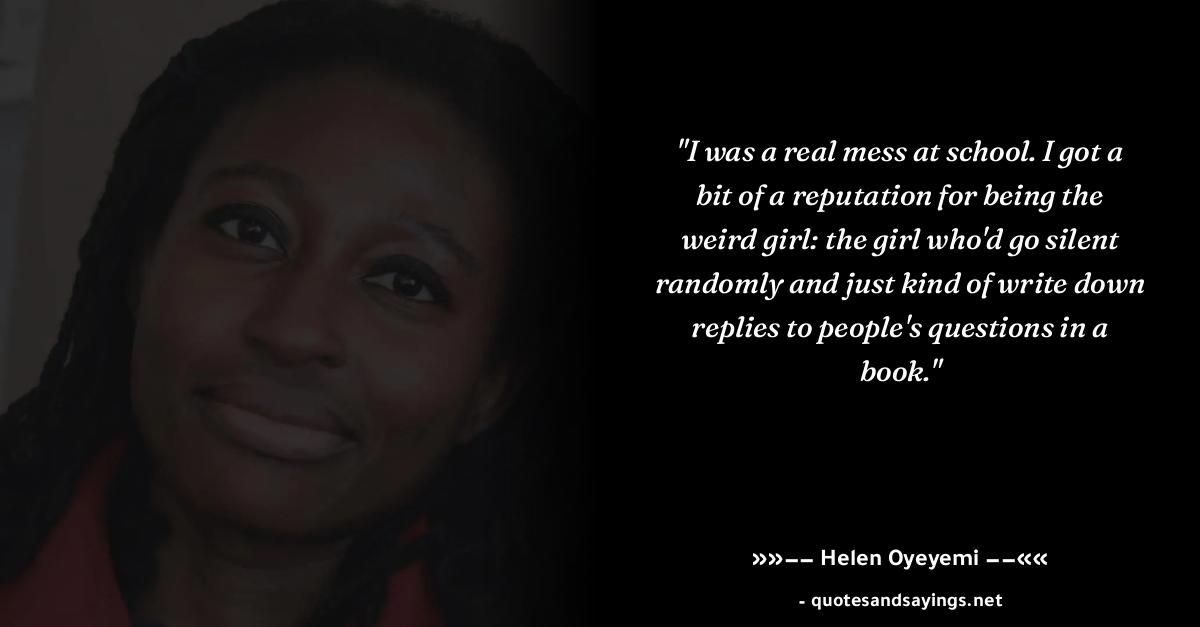 "I was a real mess at school. I got a
bit of a reputation for being the
weird girl: the girl who'd go silent
randomly and just kind of write down
replies to people's questions in a
book."
»»–– Helen Oyeyemi ––««
- quotesandsayings.net